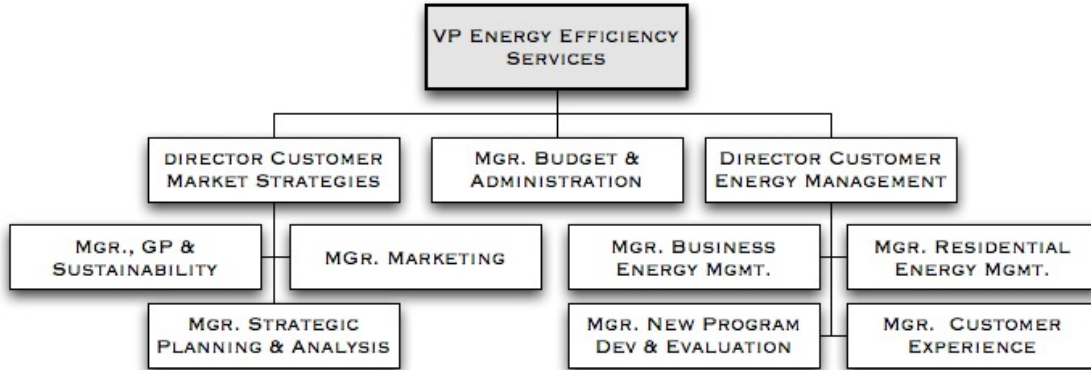 VP Energy Efficiency
Services
director Customer
Market Strategies
Mgr. Budget &
Administration
Director Customer
Energy Management
Mgr., GP &
Sustainability
MGr. Marketing
Mgr. Business
Energy Mgmt.
Mgr. Residential
Energy Mgmt.
Mgr. Strategic
Planning & Analysis
Mgr. New Program
Dev & Evaluation
Mgr. Customer
Experience